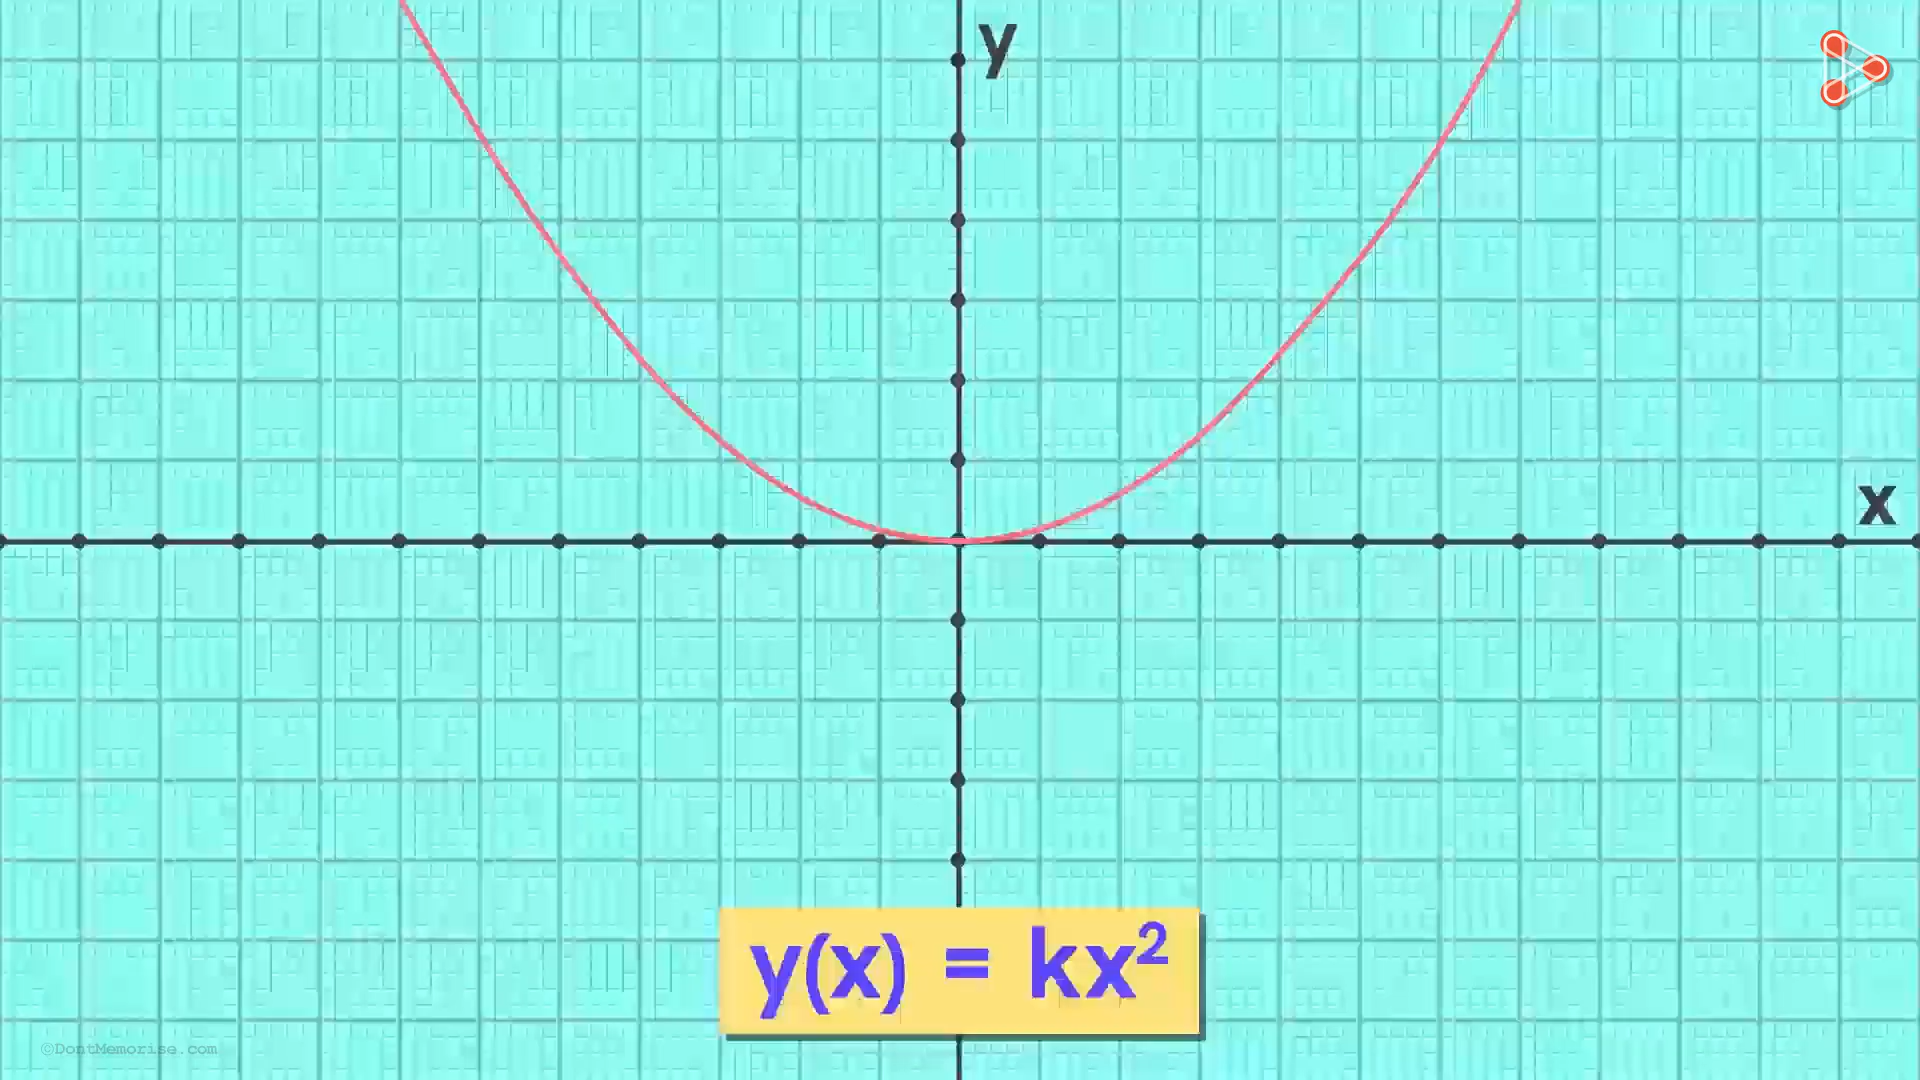 y
x
y(x) = kx²
©DontMemorise.com